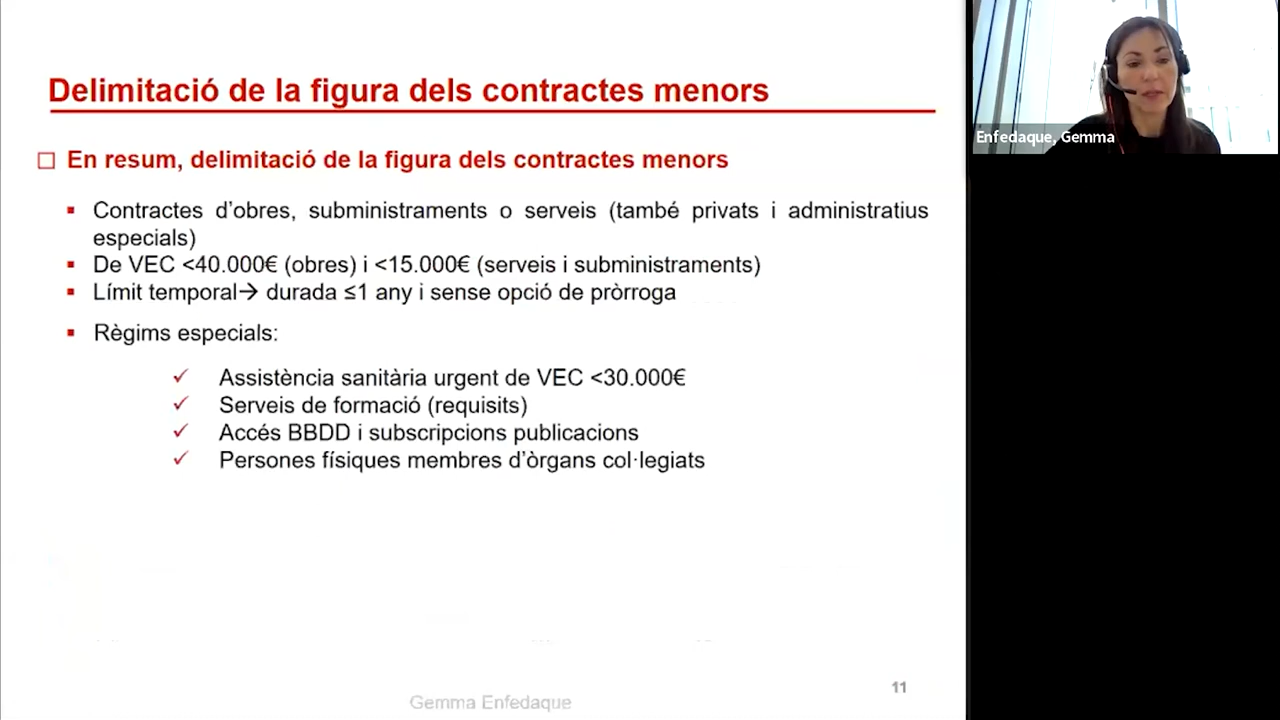 Delimitació de la figura dels contractes menors
En resum, delimitació de la figura dels contractes menors
Contractes d'obres, subministraments o serveis (també privats i administratius
especials)
De VEC <40.000€ (obres) i <15.000€ (serveis i subministraments)
Límit temporal→ durada ≤1 any i sense opció de pròrroga
Règims especials:
Assistència sanitària urgent de VEC <30.000€
Serveis de formació (requisits)
Accés BBDD i subscripcions publicacions
Persones físiques membres d'òrgans col·legiats
Gemma Enfedaque
11
Enfedaque, Gemma